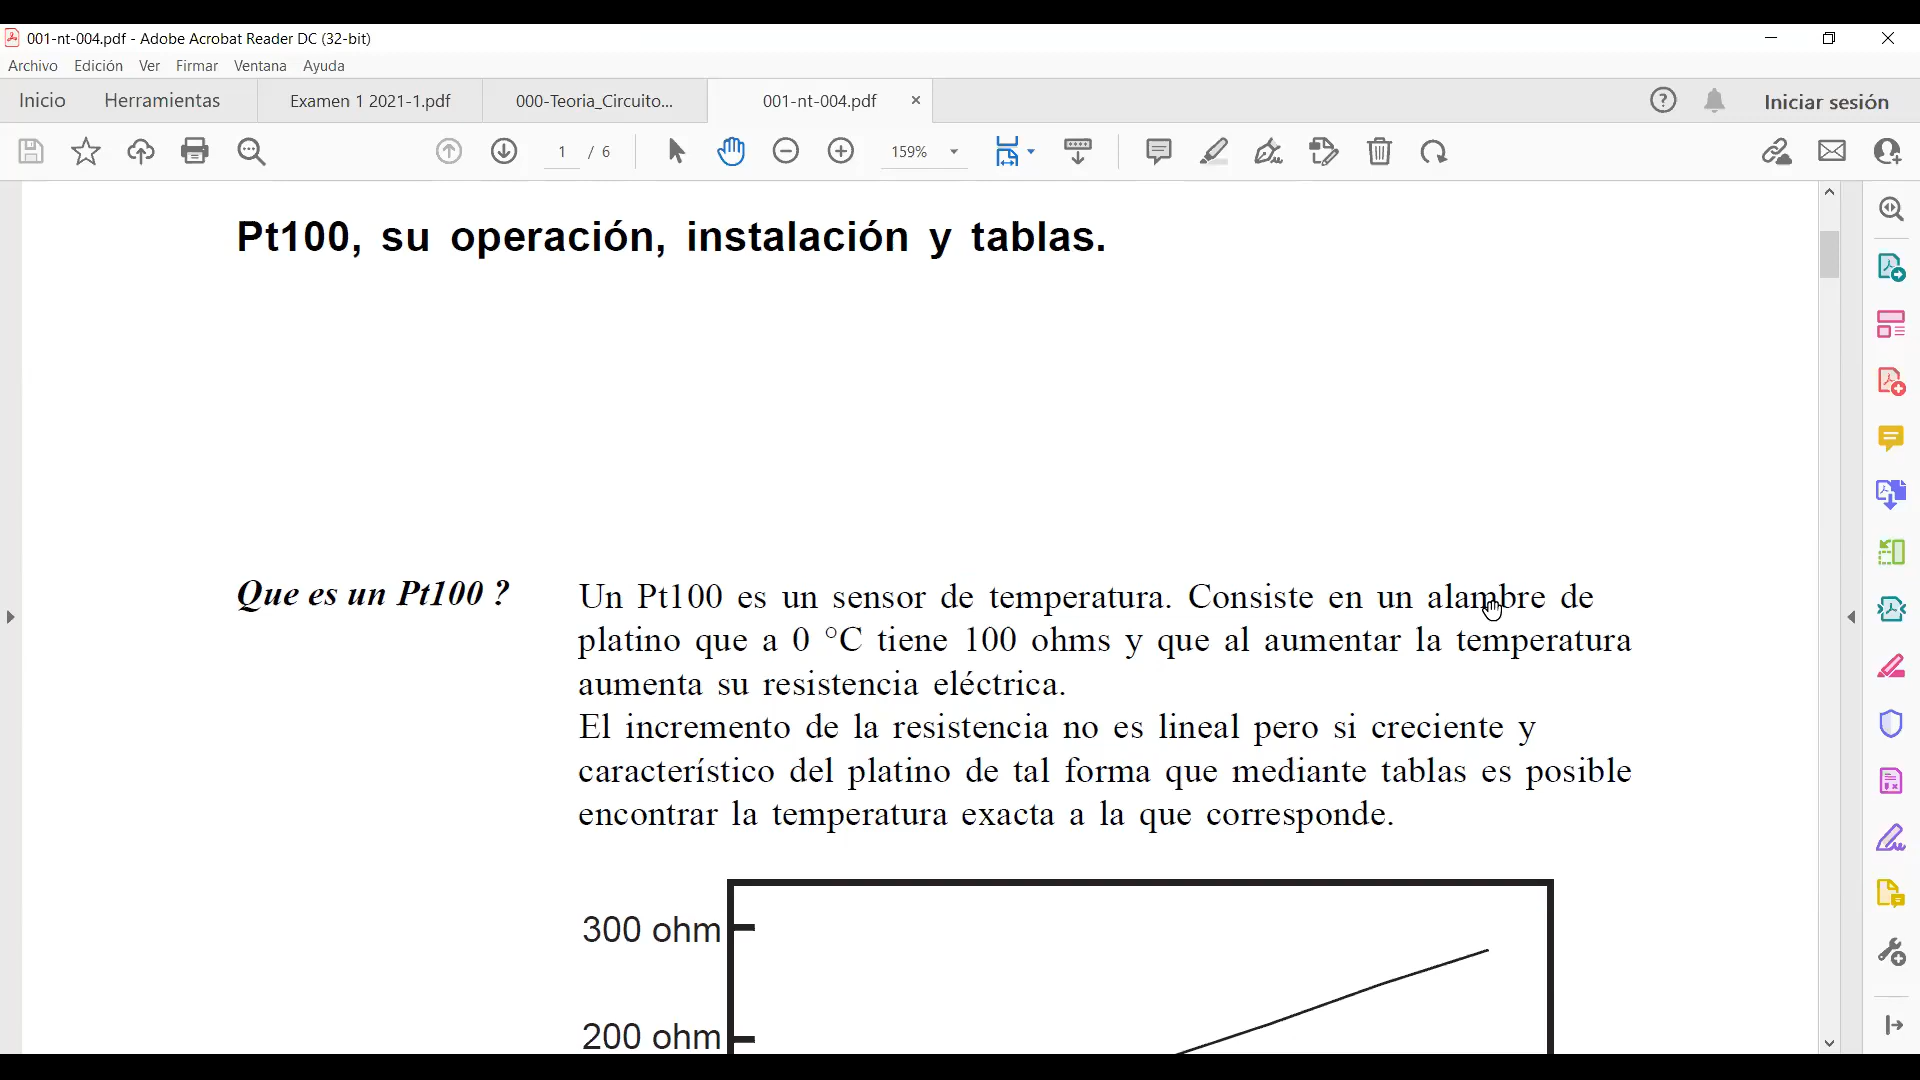 001-nt-004.pdf - Adobe Acrobat Reader DC (32-bit)
Archivo Edición Ver Firmar Ventana Ayuda
Inicio Herramientas Examen 1 2021-1.pdf 000-Teoria_Circuito... 001-nt-004.pdf × Iniciar sesión
1 / 6 159%
Pt100, su operación, instalación y tablas.
Que es un Pt100 ?
Un Pt100 es un sensor de temperatura. Consiste en un alambre de
platino que a 0 °C tiene 100 ohms y que al aumentar la temperatura
aumenta su resistencia eléctrica.
El incremento de la resistencia no es lineal pero si creciente y
característico del platino de tal forma que mediante tablas es posible
encontrar la temperatura exacta a la que corresponde.
300 ohm
200 ohm